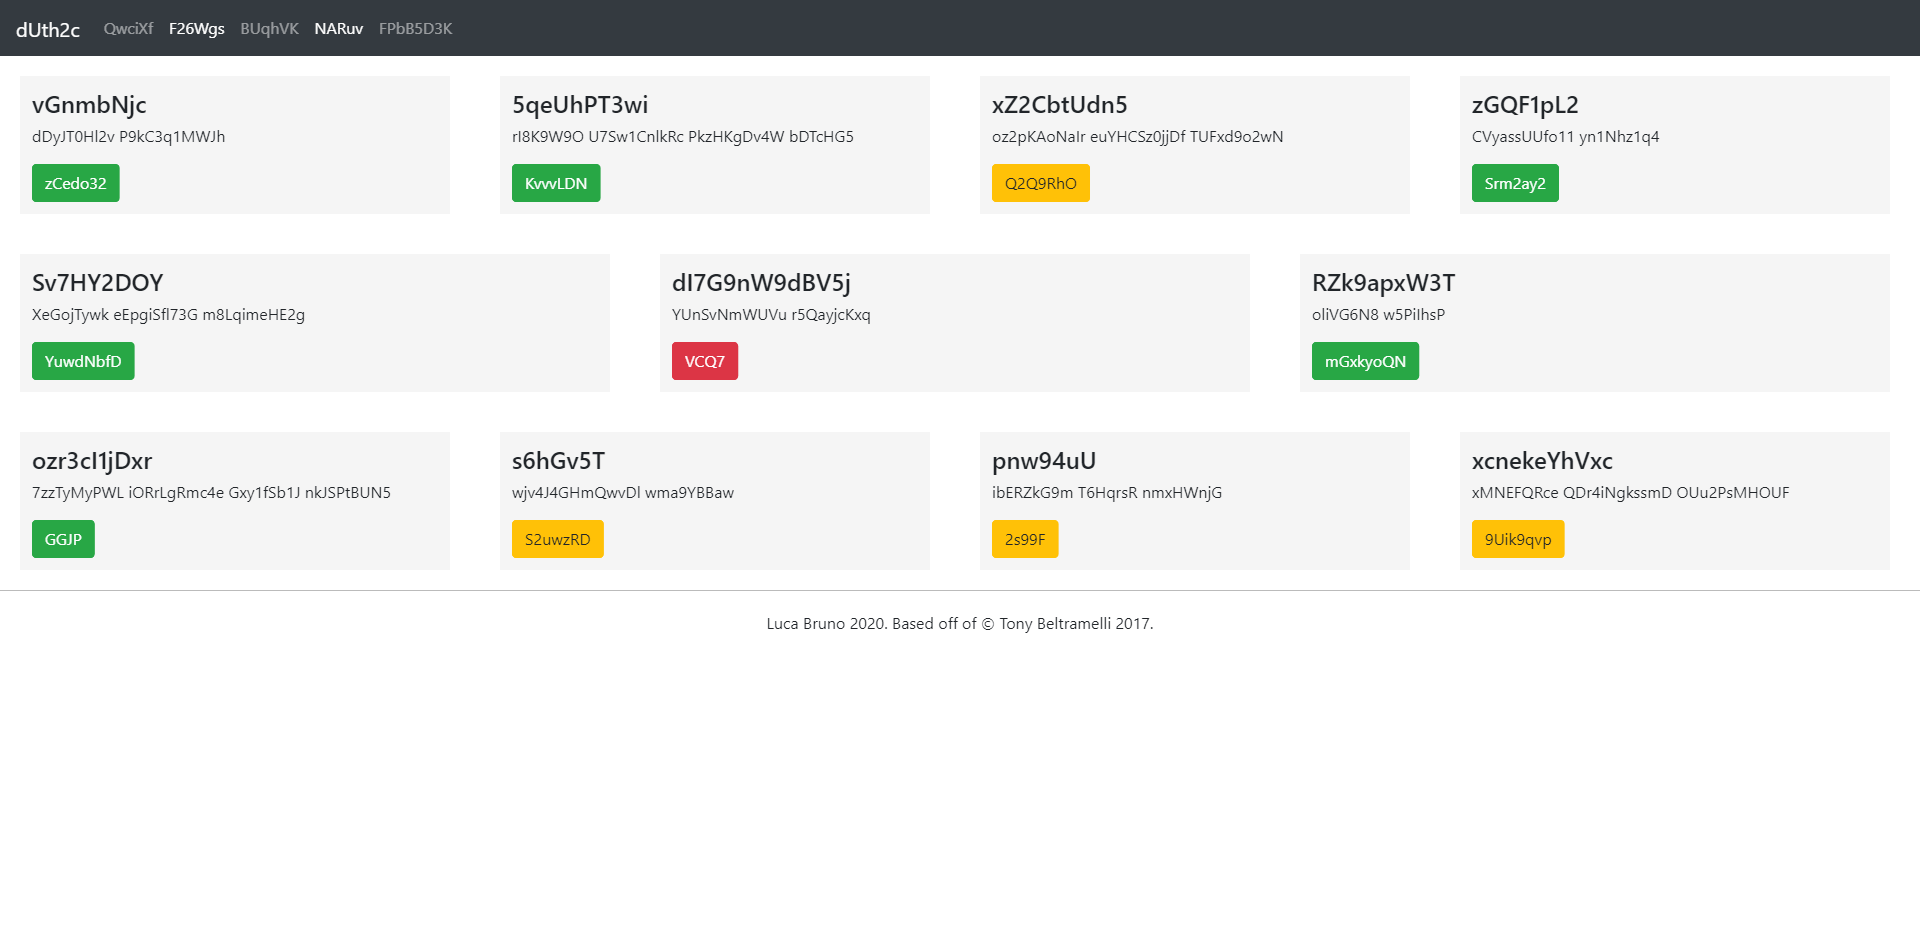 dUth2c QwciXf F26Wgs BUqhVK NARuv FPbB5D3K
vGnmbNjc
dDyJT0Hl2v P9kC3q1MWJh
zCedo32
5qeUhPT3wi
rI8K9W9O U7Sw1CnlkRc PkzHKgDv4W bDTcHG5
KvvvLDN
xZ2CbtUdn5
oz2pKAoNaIr euYHCSz0jjDf TUFxd9o2wN
Q2Q9RhO
zGQF1pL2
CVyassUUfo11 yn1Nhz1q4
Srm2ay2
Sv7HY2DOY
XeGojTywk eEpgiSfl73G m8LqimeHE2g
YuwdNbfD
dI7G9nW9dBV5j
YUnSvNmWUVu r5QayjcKxq
VCQ7
RZk9apxW3T
oliVG6N8 w5PiIhsP
mGxkyoQN
ozr3cI1jDxr
7zzTyMyPWL iORrLgRmc4e Gxy1fSb1J nkJSPtBUN5
GGJP
s6hGv5T
wjv4J4GHmQwvDl wma9YBBaw
S2uwzRD
pnw94uU
ibERZkG9m T6HqrsR nmxHWnjG
2s99F
xcnekeYhVxc
xMNEFQRce QDr4iNgkssmD OUu2PsMHOUF
9Uik9qvp
Luca Bruno 2020. Based off of © Tony Beltramelli 2017.